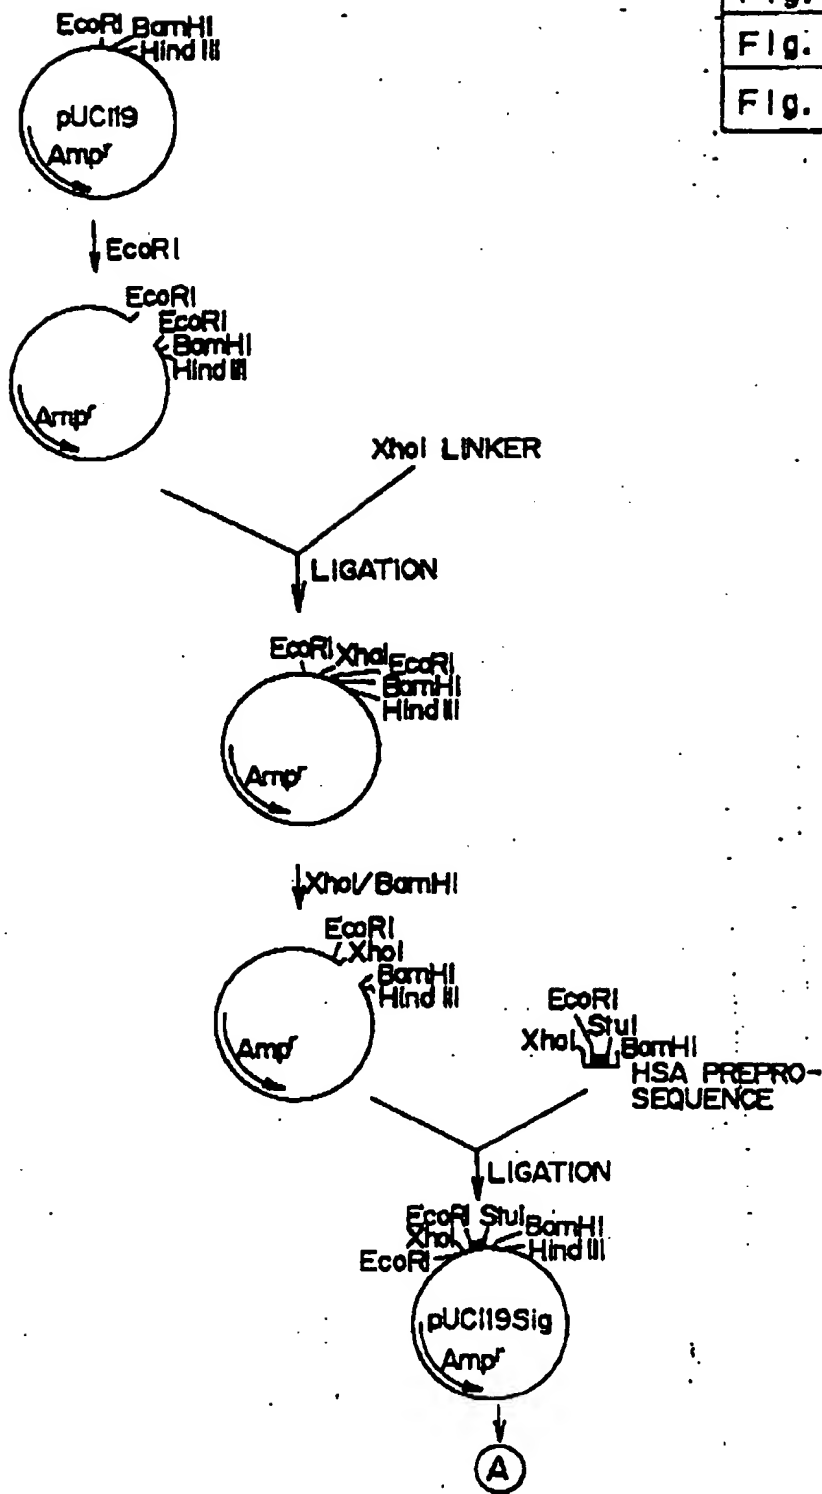 Fig.
Fig.
EcoRI BamHI
Hind III
pUC119
Ampʳ
EcoRI
EcoRI
EcoRI
BamHI
Hind III
Ampʳ
XhoI LINKER
LIGATION
EcoRI XhoI EcoRI
BamHI
Hind III
Ampʳ
XhoI/BamHI
EcoRI
XhoI
BamHI
Hind III
Ampʳ
EcoRI
StuI
XhoI BamHI
HSA PREPRO-
SEQUENCE
LIGATION
EcoRI StuI BamHI
XhoI Hind III
EcoRI
pUC119Sig
Ampʳ
A